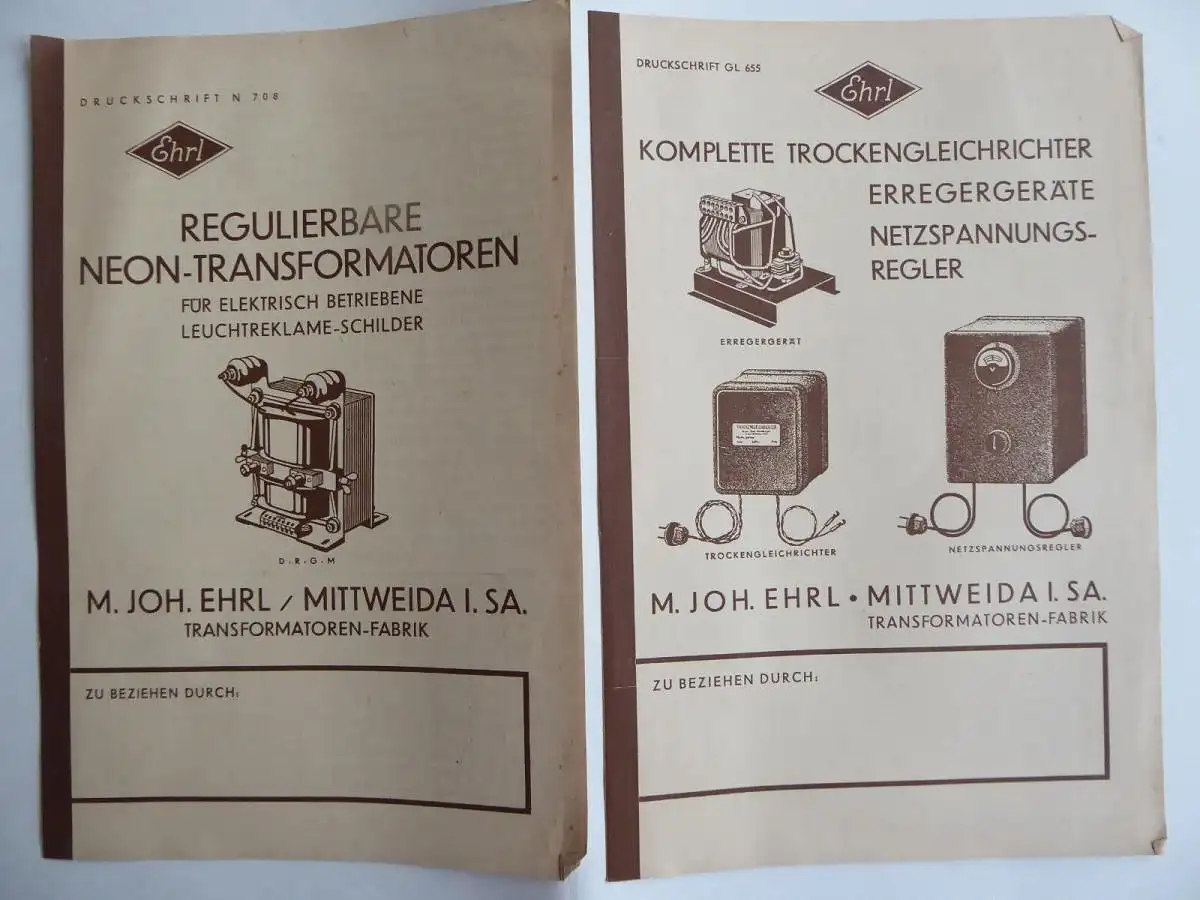 DRUCKSCHRIFT N 708
Ehrl
REGULIERBARE
NEON-TRANSFORMATOREN
FÜR ELEKTRISCH BETRIEBENE
LEUCHTREKLAME-SCHILDER
D.R.G.M
M. JOH. EHRL / MITTWEIDA I. SA.
TRANSFORMATOREN-FABRIK
ZU BEZIEHEN DURCH:
DRUCKSCHRIFT GL 655
Ehrl
KOMPLETTE TROCKENGLEICHRICHTER
ERREGERGERÄTE
NETZSPANNUNGS-
REGLER
ERREGERGERÄT
TROCKENGLEICHRICHTER
NETZSPANNUNGSREGLER
M. JOH. EHRL • MITTWEIDA I. SA.
TRANSFORMATOREN-FABRIK
ZU BEZIEHEN DURCH: